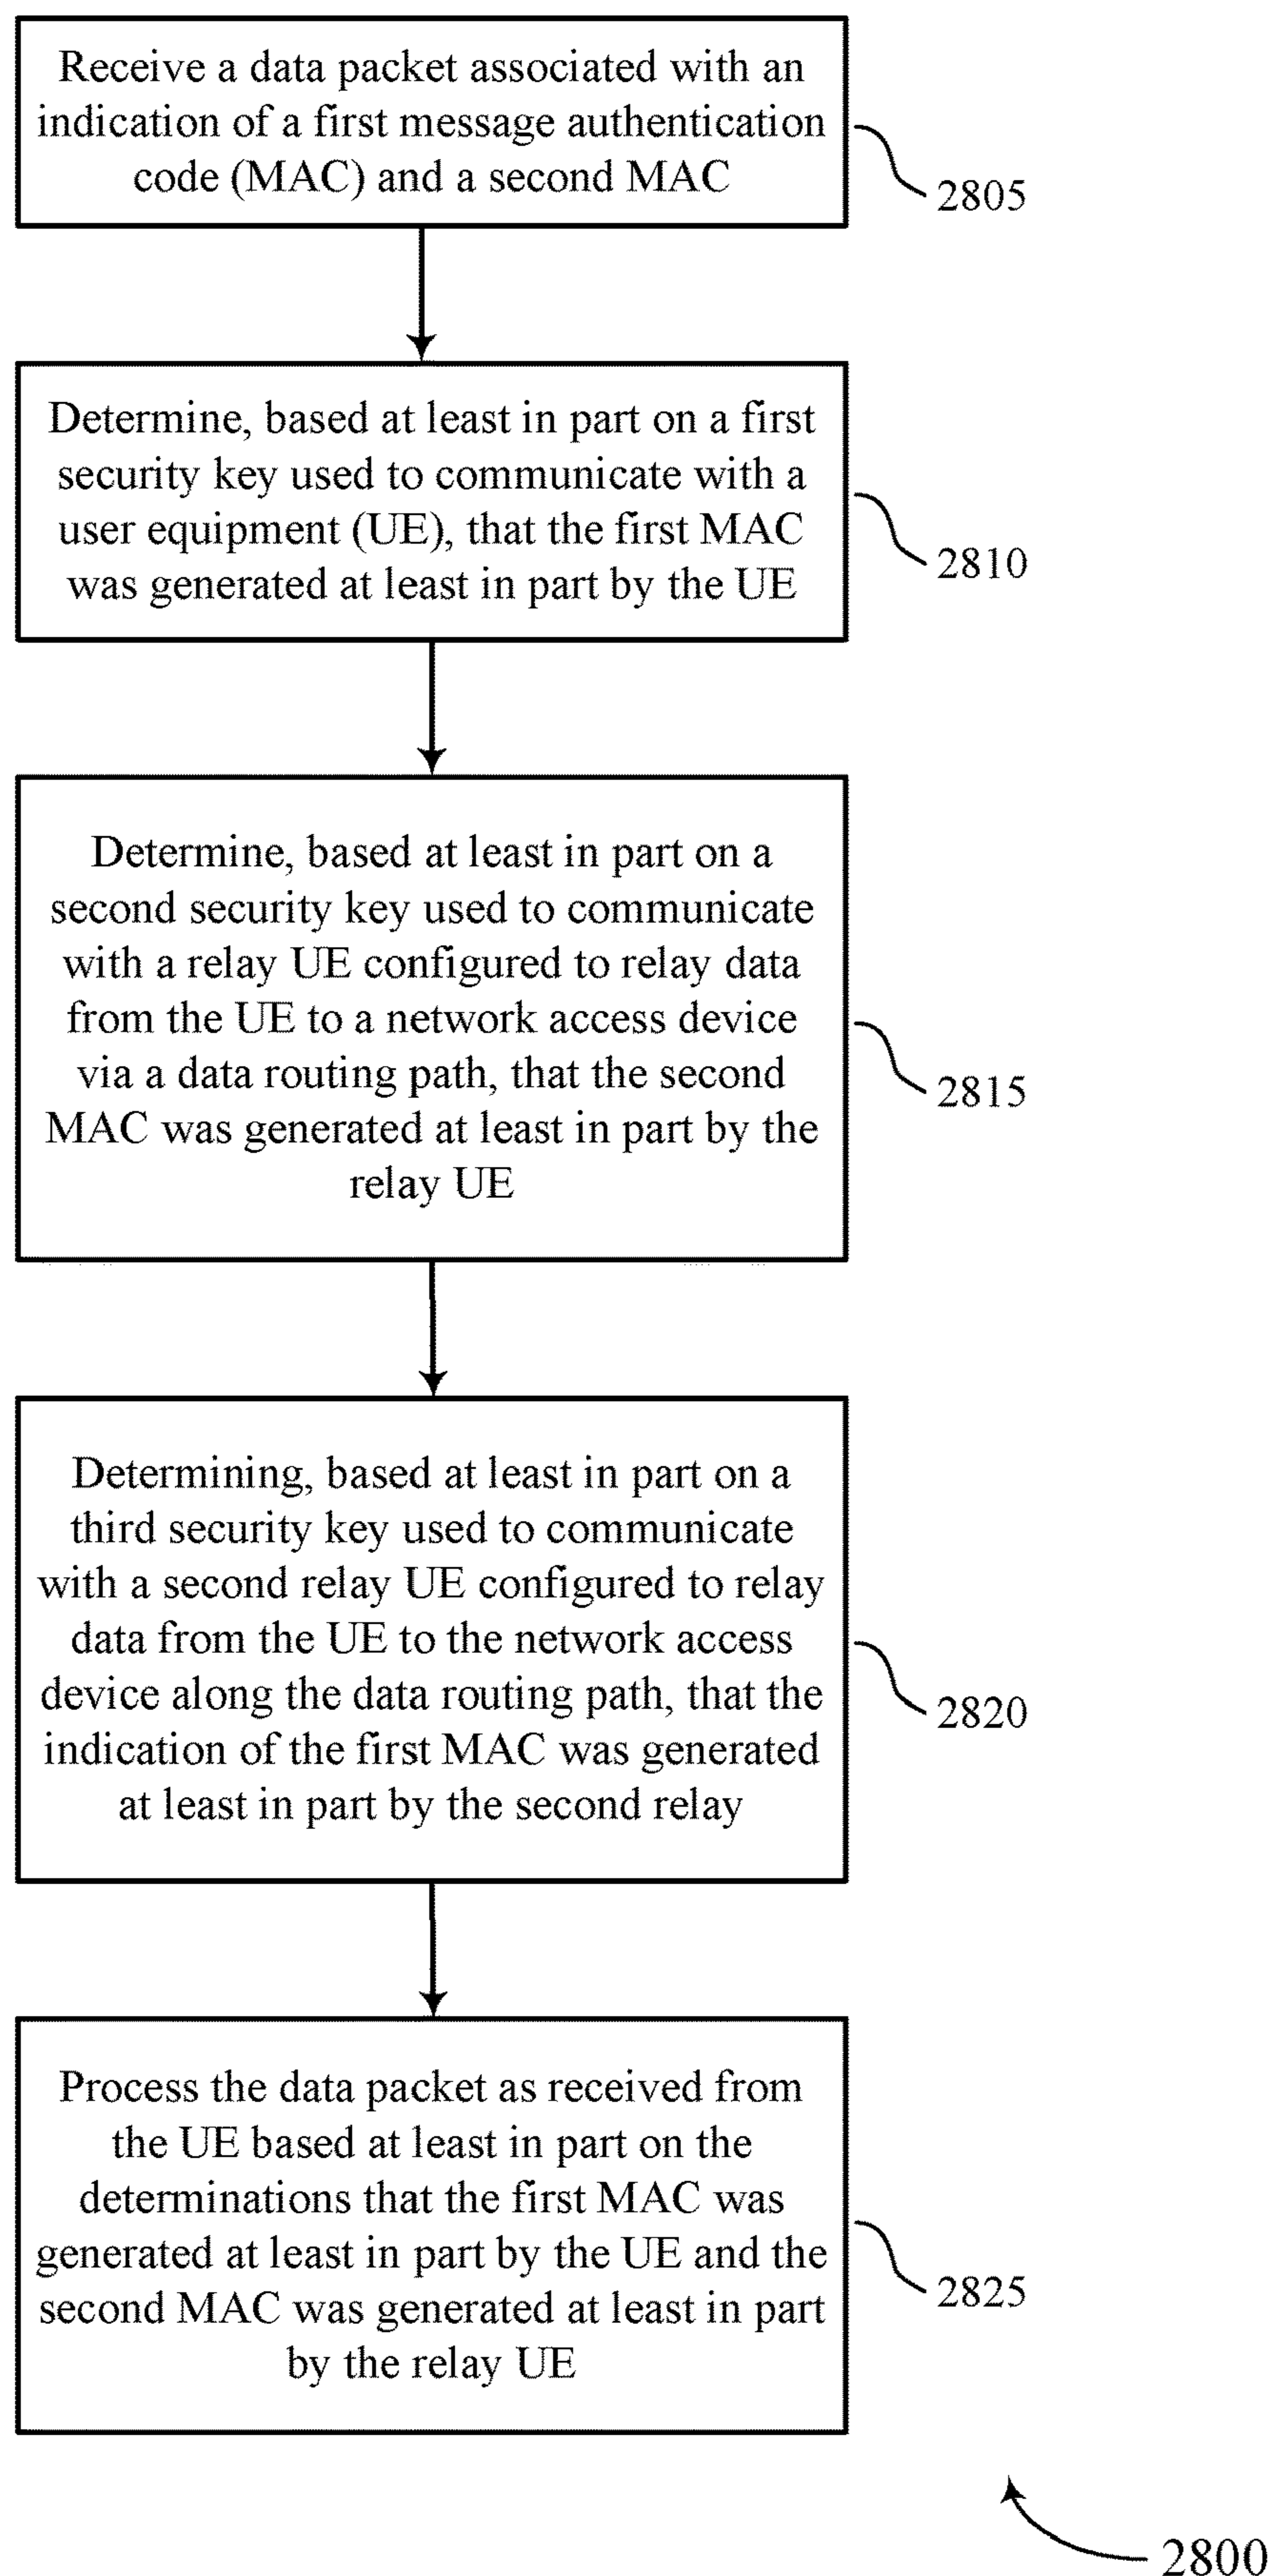 Receive a data packet associated with an
indication of a first message authentication
code (MAC) and a second MAC
2805
Determine, based at least in part on a first
security key used to communicate with a
user equipment (UE), that the first MAC
was generated at least in part by the UE
2810
Determine, based at least in part on a
second security key used to communicate
with a relay UE configured to relay data
from the UE to a network access device
via a data routing path, that the second
MAC was generated at least in part by the
relay UE
2815
Determining, based at least in part on a
third security key used to communicate
with a second relay UE configured to relay
data from the UE to the network access
device along the data routing path, that the
indication of the first MAC was generated
at least in part by the second relay
2820
Process the data packet as received from
the UE based at least in part on the
determinations that the first MAC was
generated at least in part by the UE and the
second MAC was generated at least in part
by the relay UE
2825
2800